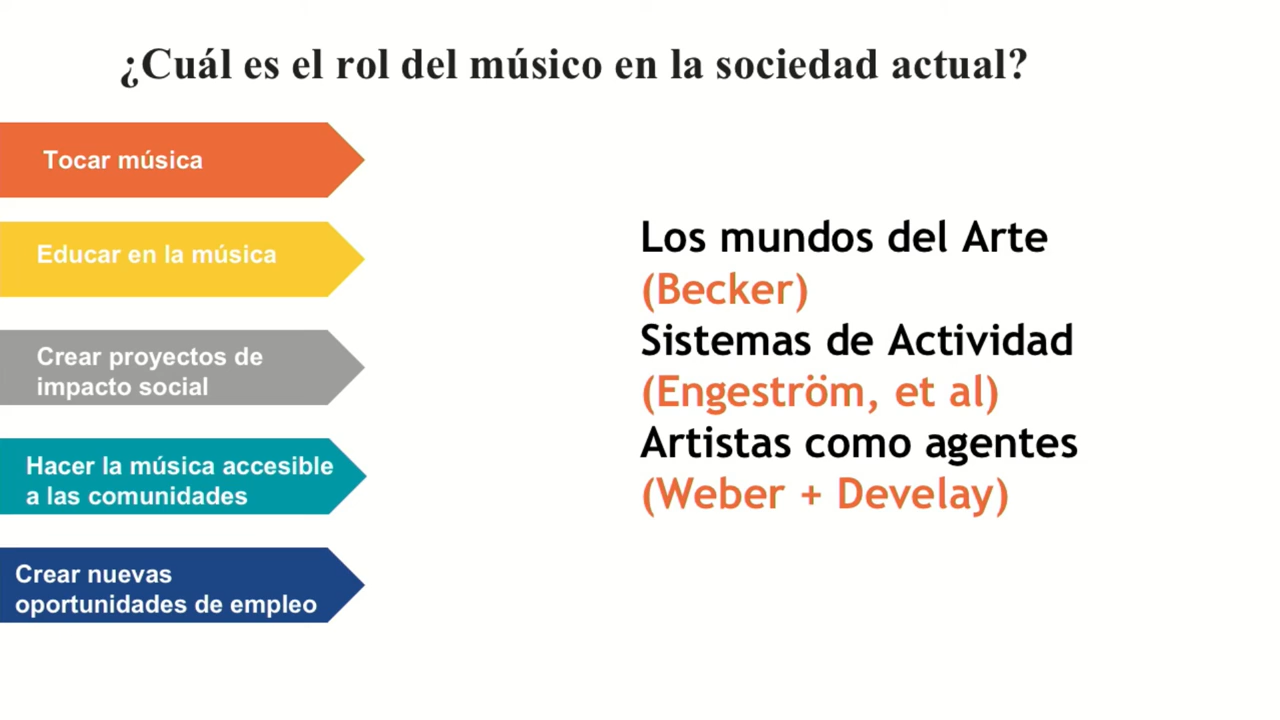 ¿Cuál es el rol del músico en la sociedad actual?
Tocar música
Educar en la música
Crear proyectos de
impacto social
Hacer la música accesible
a las comunidades
Crear nuevas
oportunidades de empleo
Los mundos del Arte
(Becker)
Sistemas de Actividad
(Engeström, et al)
Artistas como agentes
(Weber + Develay)